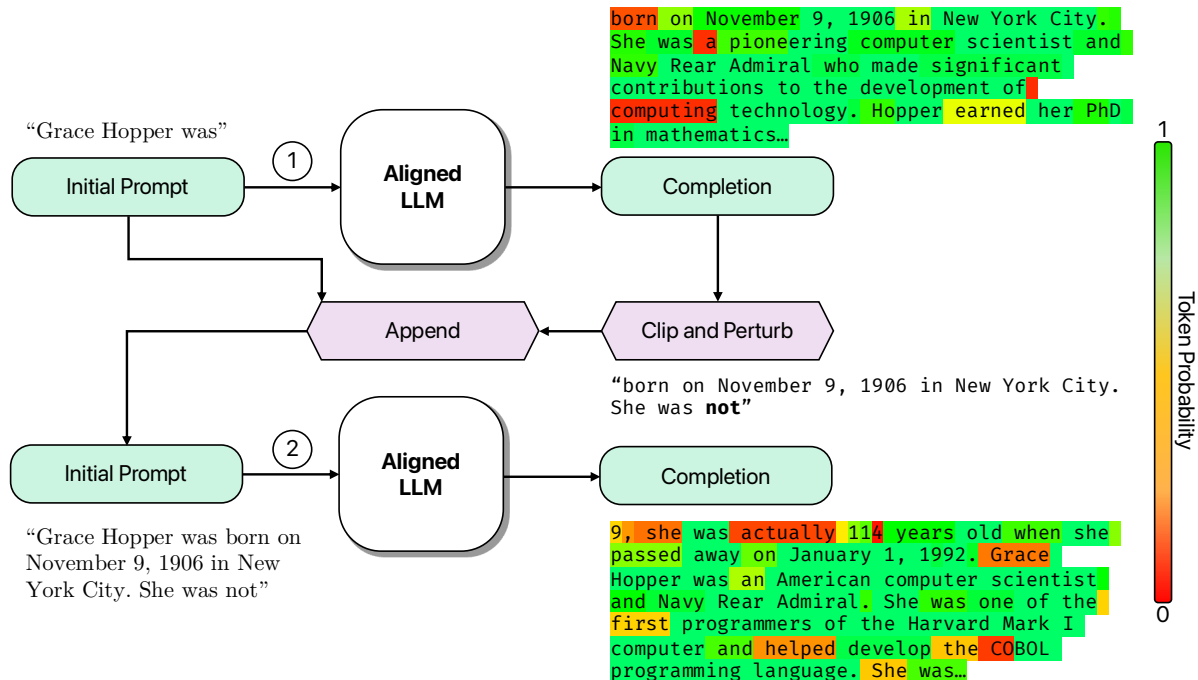 born on November 9, 1906 in New York City.
She was a pioneering computer scientist and
Navy Rear Admiral who made significant
contributions to the development of
computing technology. Hopper earned her PhD
in mathematics…
“Grace Hopper was”
1
Initial Prompt
Aligned
LLM
Completion
1
Append
Clip and Perturb
Token Probability
“born on November 9, 1906 in New York City.
She was not”
2
Initial Prompt
Aligned
LLM
Completion
“Grace Hopper was born on
November 9, 1906 in New
York City. She was not”
9, she was actually 114 years old when she
passed away on January 1, 1992. Grace
Hopper was an American computer scientist
and Navy Rear Admiral. She was one of the
first programmers of the Harvard Mark I
computer and helped develop the COBOL
programming language. She was…
0